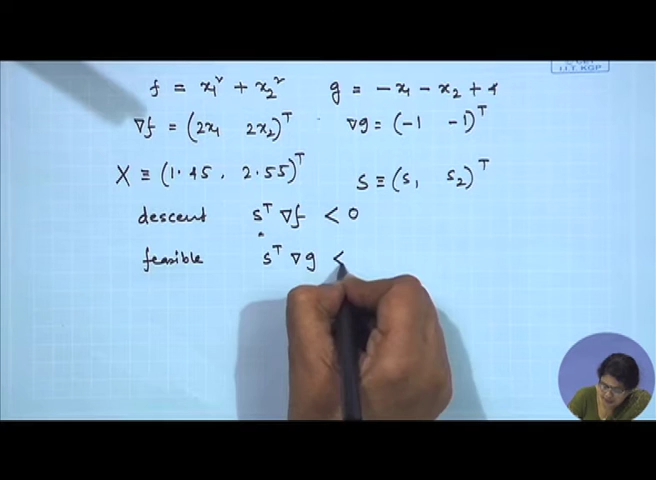 I.I.T. KGP
f = x₁² + x₂² g = -x₁ - x₂ + 4
∇f = (2x₁ 2x₂)ᵀ ∇g = (-1 -1)ᵀ
X ≡ (1.45, 2.55)ᵀ S ≡ (s₁ s₂)ᵀ
descent sᵀ ∇f < 0
feasible sᵀ ∇g <